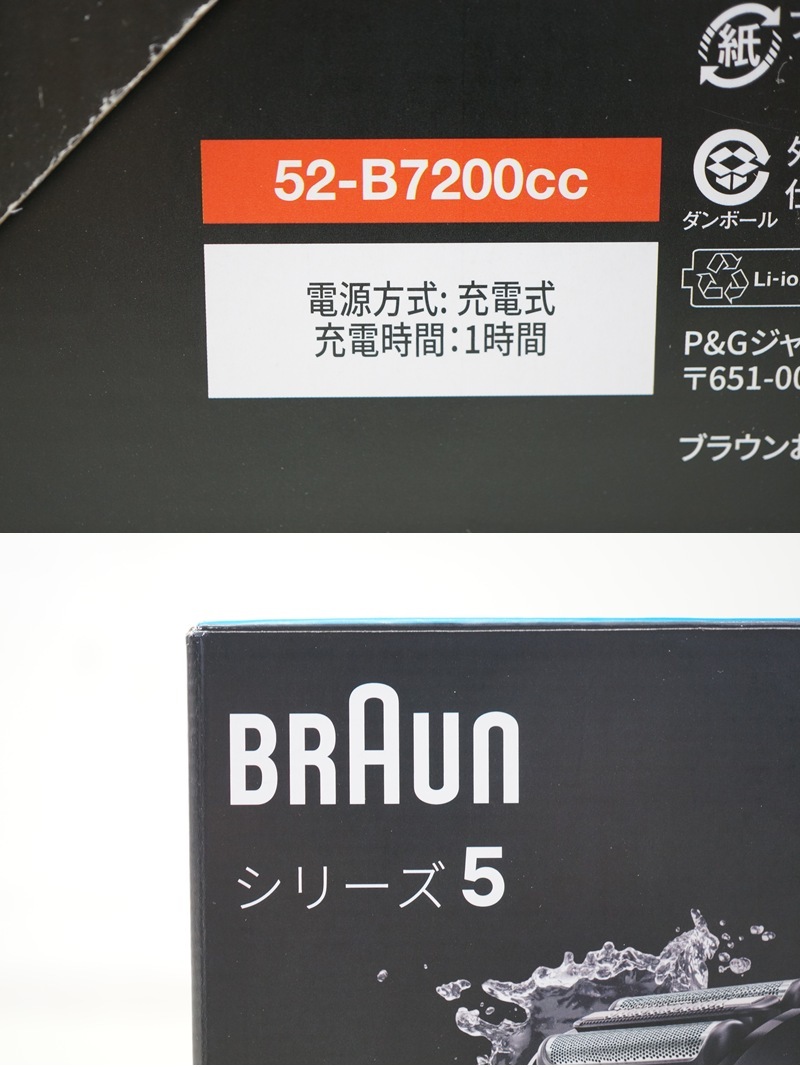 紙
52-B7200cc
ダンボール
電源方式: 充電式
充電時間:1時間
Li-io
P&Gジャ
〒651-00
ブラウンお
BRAUN
シリーズ5